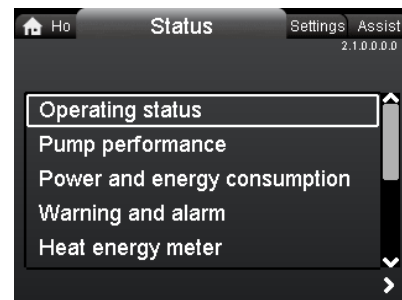 Ho Status Settings Assist
2.1.0.0.0.0
Operating status
Pump performance
Power and energy consumption
Warning and alarm
Heat energy meter